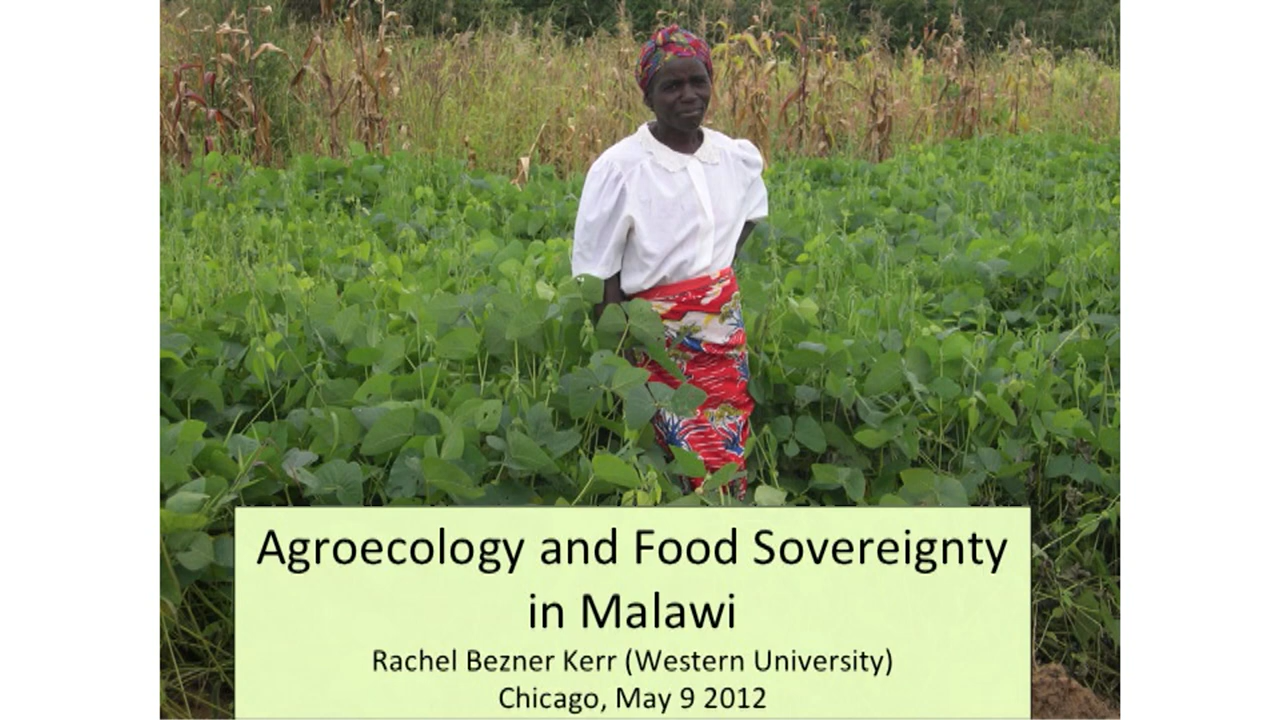 Agroecology and Food Sovereignty
in Malawi
Rachel Bezner Kerr (Western University)
Chicago, May 9 2012